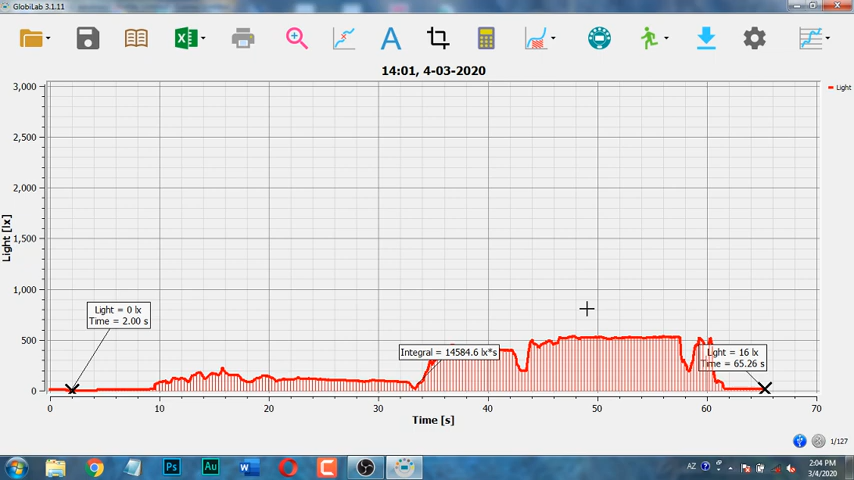 GlobiLab 3.1.11
14:01, 4-03-2020
3,000
Light
2,500
2,000
1,500
1,000
500
0
Light [lx]
Light = 0 lx
Time = 2.00 s
Integral = 14584.6 lx*s
Light = 16 lx
Time = 65.26 s
0 10 20 30 40 50 60 70
Time [s]
1/127
Ps
Au
W
AZ
2:04 PM
3/4/2020